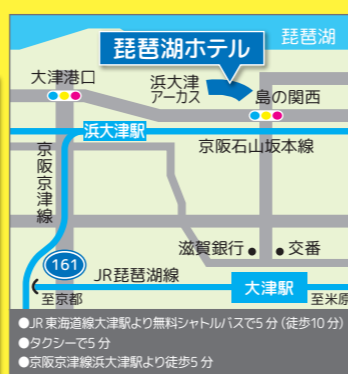 琵琶湖
琵琶湖ホテル
大津港口
浜大津
アーカス
島の関西
浜大津駅
京阪石山坂本線
京阪京津線
滋賀銀行●
●交番
161
JR琵琶湖線
大津駅
至京都
至米原
●JR東海道線大津駅より無料シャトルバスで5分(徒歩10分)
●タクシーで5分
●京阪京津線浜大津駅より徒歩5分